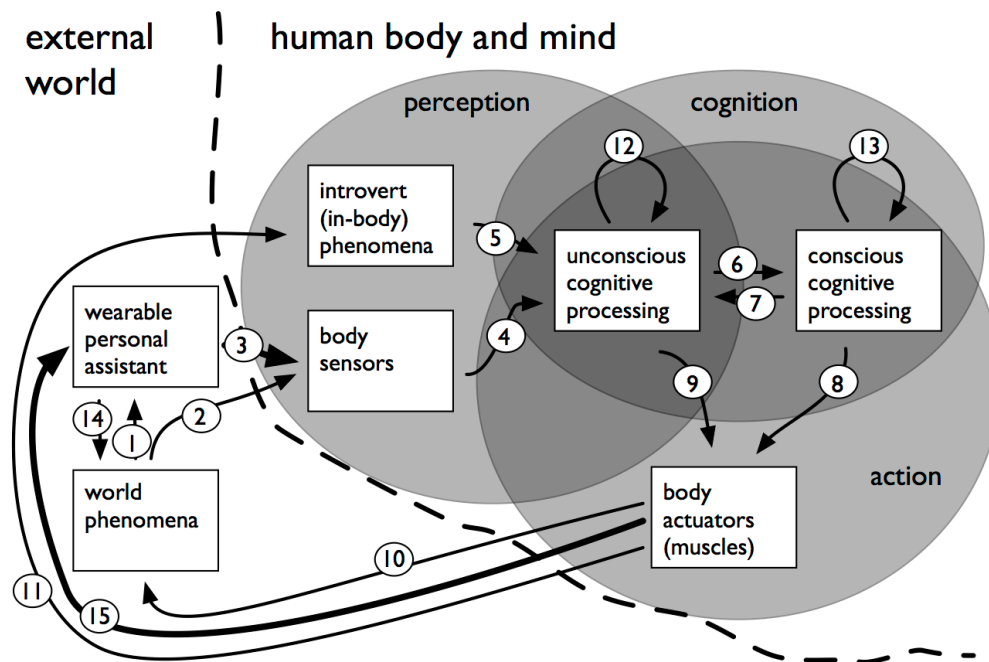 external
world
human body and mind
perception
cognition
12
13
introvert
(in-body)
phenomena
5
unconscious
cognitive
processing
6
7
conscious
cognitive
processing
wearable
personal
assistant
3
body
sensors
4
14
1
2
9
8
world
phenomena
body
actuators
(muscles)
action
10
11
15